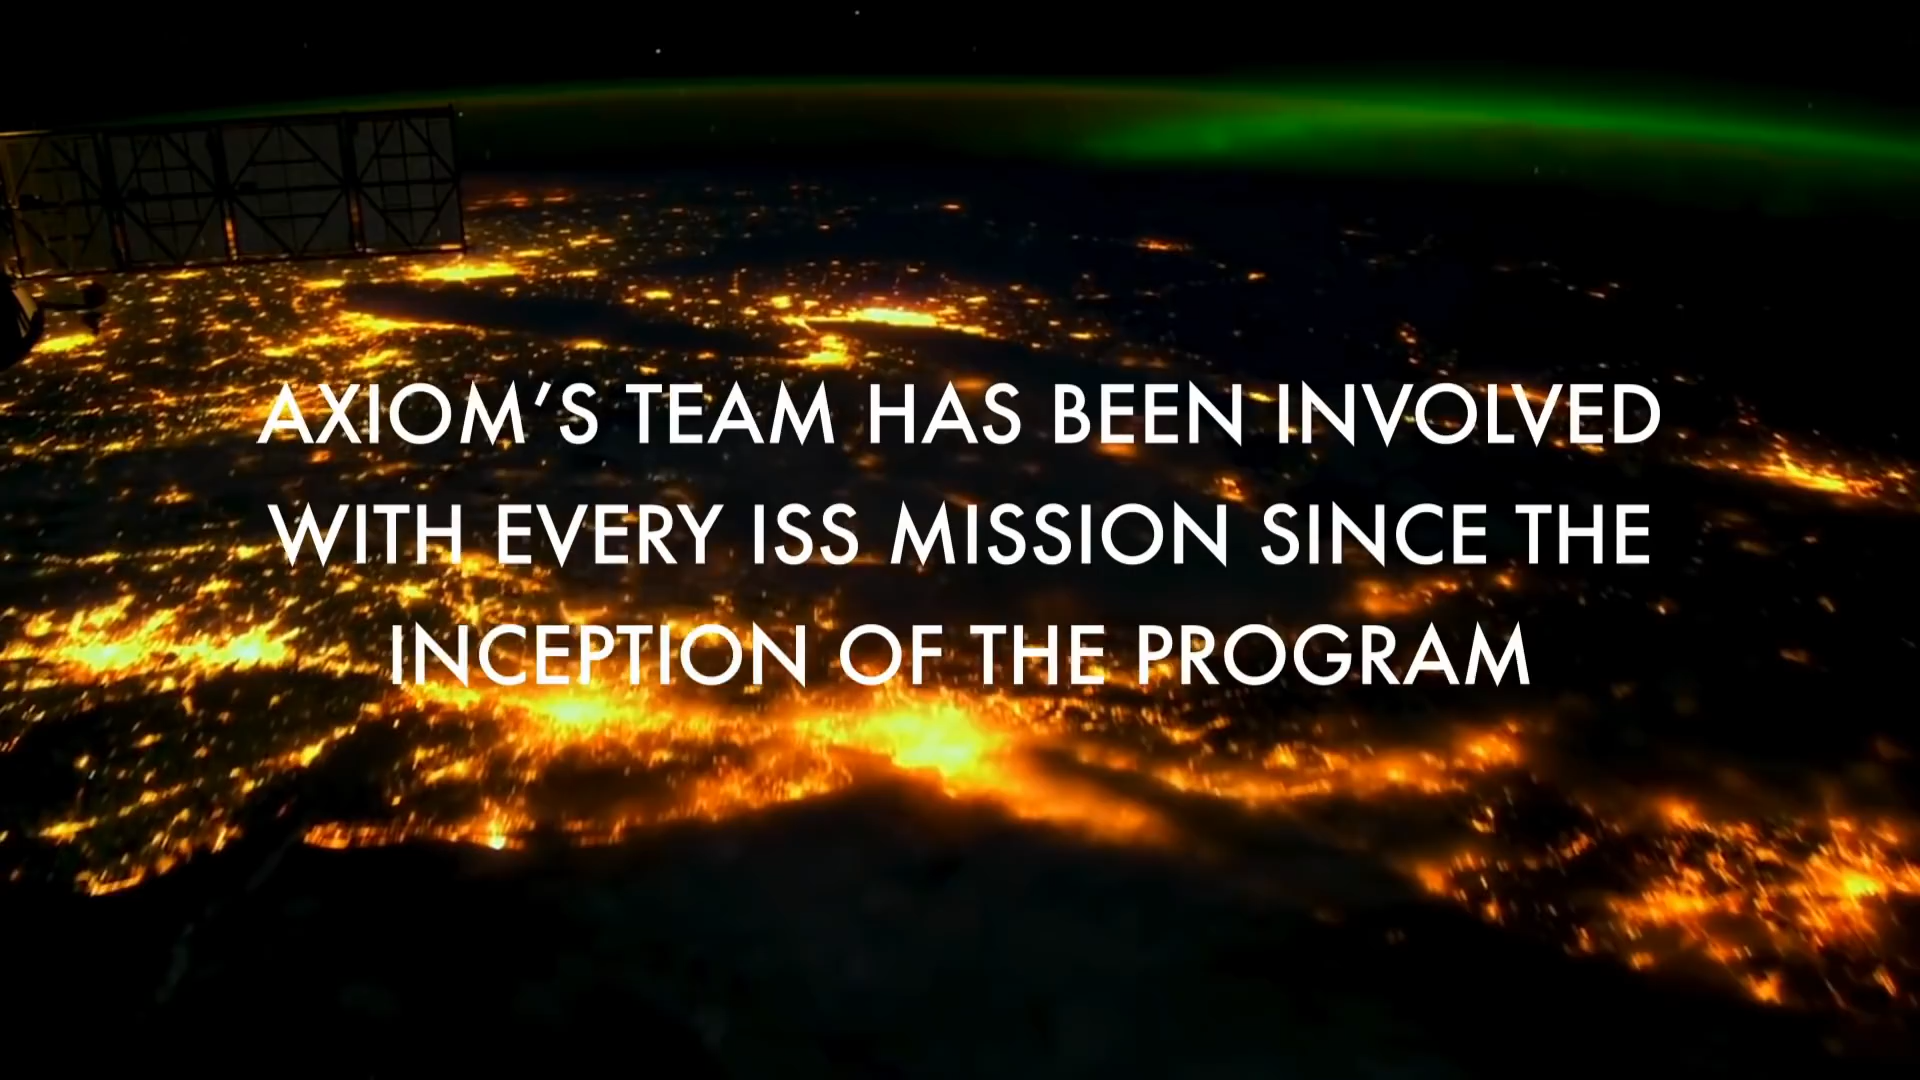 AXIOM’S TEAM HAS BEEN INVOLVED
WITH EVERY ISS MISSION SINCE THE
INCEPTION OF THE PROGRAM